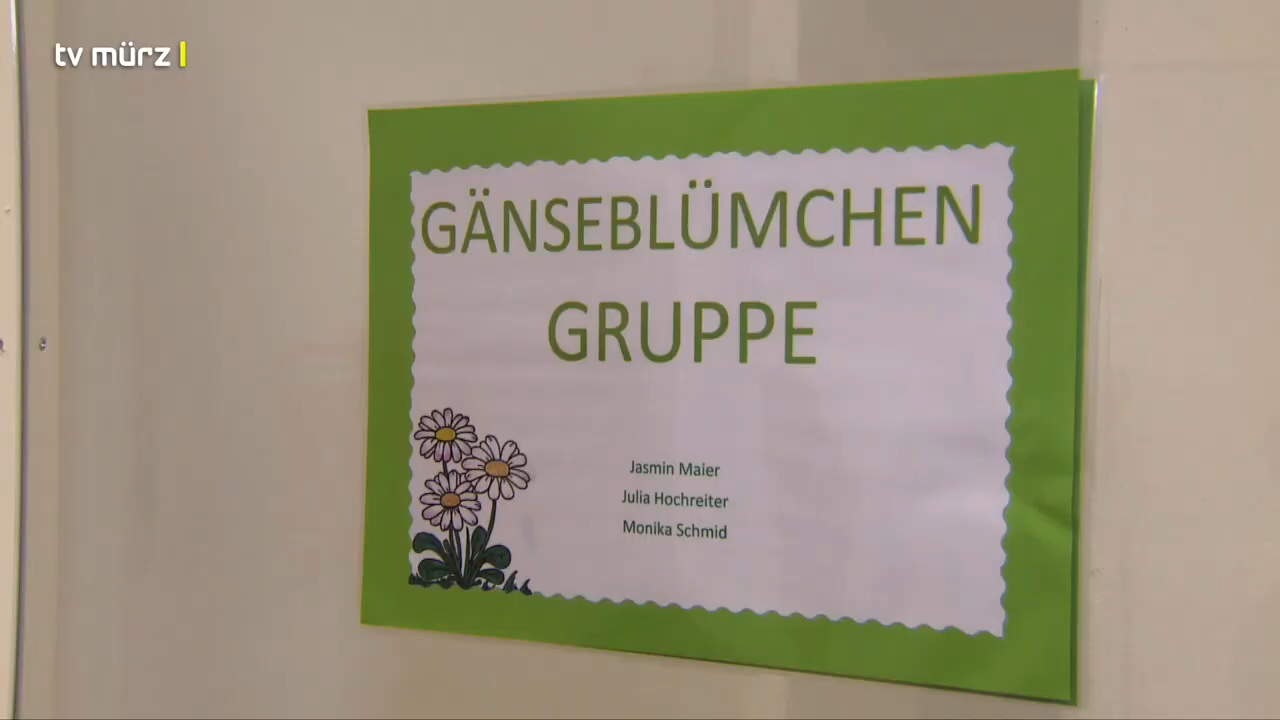 tv mürz
GÄNSEBLÜMCHEN
GRUPPE
Jasmin Maier
Julia Hochreiter
Monika Schmid